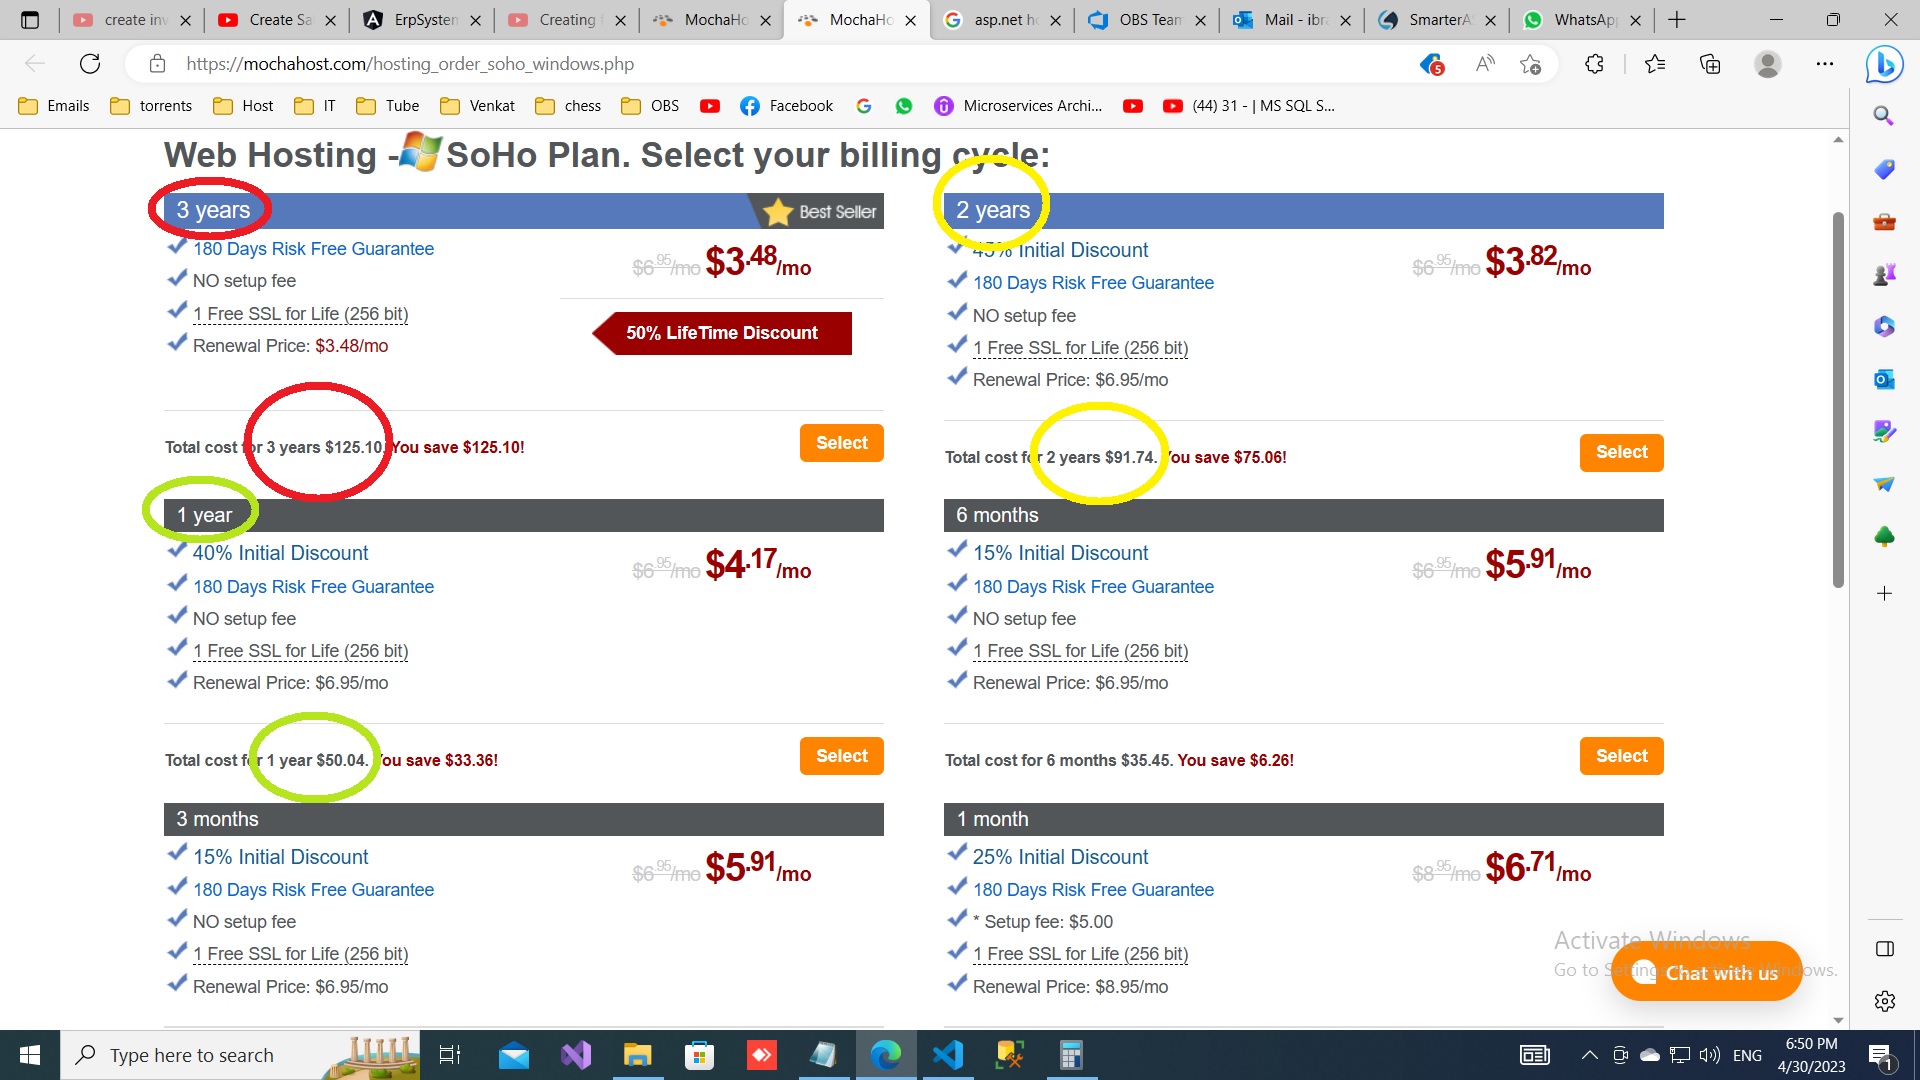 create inv
Create Sa
ErpSystem
Creating
MochaHo
MochaHo
asp.net ho
OBS Team
Mail - ibr
SmarterA
WhatsApp
https://mochahost.com/hosting_order_soho_windows.php
5
Emails
torrents
Host
IT
Tube
Venkat
chess
OBS
Facebook
Microservices Archi...
(44) 31 - | MS SQL S...
Web Hosting - SoHo Plan. Select your billing cycle:
3 years
Best Seller
180 Days Risk Free Guarantee
$6.95/mo $3.48/mo
NO setup fee
1 Free SSL for Life (256 bit)
50% LifeTime Discount
Renewal Price: $3.48/mo
Total cost for 3 years $125.10. You save $125.10!
Select
2 years
45% Initial Discount
$6.95/mo $3.82/mo
180 Days Risk Free Guarantee
NO setup fee
1 Free SSL for Life (256 bit)
Renewal Price: $6.95/mo
Total cost for 2 years $91.74. You save $75.06!
Select
1 year
40% Initial Discount
$6.95/mo $4.17/mo
180 Days Risk Free Guarantee
NO setup fee
1 Free SSL for Life (256 bit)
Renewal Price: $6.95/mo
Total cost for 1 year $50.04. You save $33.36!
Select
6 months
15% Initial Discount
$6.95/mo $5.91/mo
180 Days Risk Free Guarantee
NO setup fee
1 Free SSL for Life (256 bit)
Renewal Price: $6.95/mo
Total cost for 6 months $35.45. You save $6.26!
Select
3 months
15% Initial Discount
$6.95/mo $5.91/mo
180 Days Risk Free Guarantee
NO setup fee
1 Free SSL for Life (256 bit)
Renewal Price: $6.95/mo
1 month
25% Initial Discount
$8.95/mo $6.71/mo
180 Days Risk Free Guarantee
* Setup fee: $5.00
1 Free SSL for Life (256 bit)
Renewal Price: $8.95/mo
Activate Windows
Go to Settings to activate Windows.
Chat with us
Type here to search
ENG
6:50 PM
4/30/2023
1